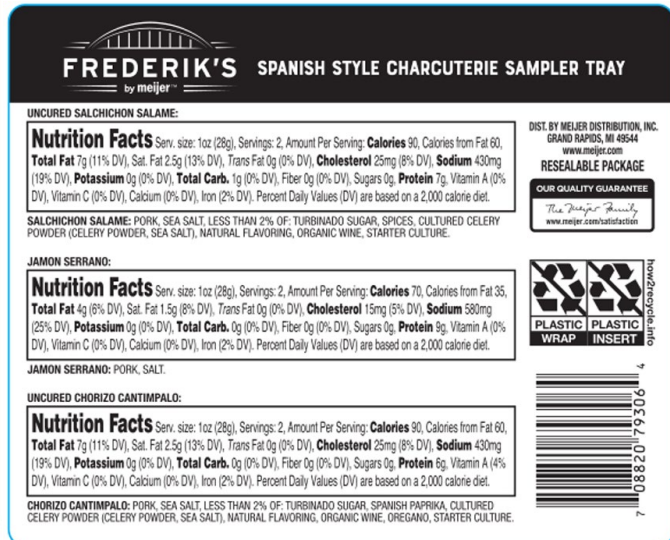 FREDERIK'S
by meijer™
SPANISH STYLE CHARCUTERIE SAMPLER TRAY
UNCURED SALCHICHON SALAME:
Nutrition Facts Serv. size: 1oz (28g), Servings: 2, Amount Per Serving: Calories 90, Calories from Fat 60,
Total Fat 7g (11% DV), Sat. Fat 2.5g (13% DV), Trans Fat 0g (0% DV), Cholesterol 25mg (8% DV), Sodium 430mg
(19% DV), Potassium 0g (0% DV), Total Carb. 1g (0% DV), Fiber 0g (0% DV), Sugars 0g, Protein 7g, Vitamin A (0%
DV), Vitamin C (0% DV), Calcium (0% DV), Iron (2% DV). Percent Daily Values (DV) are based on a 2,000 calorie diet.
SALCHICHON SALAME: PORK, SEA SALT, LESS THAN 2% OF: TURBINADO SUGAR, SPICES, CULTURED CELERY
POWDER (CELERY POWDER, SEA SALT), NATURAL FLAVORING, ORGANIC WINE, STARTER CULTURE.
JAMON SERRANO:
Nutrition Facts Serv. size: 1oz (28g), Servings: 2, Amount Per Serving: Calories 70, Calories from Fat 35,
Total Fat 4g (6% DV), Sat. Fat 1.5g (8% DV), Trans Fat 0g (0% DV), Cholesterol 15mg (5% DV), Sodium 580mg
(25% DV), Potassium 0g (0% DV), Total Carb. 0g (0% DV), Fiber 0g (0% DV), Sugars 0g, Protein 9g, Vitamin A (0%
DV), Vitamin C (0% DV), Calcium (0% DV), Iron (2% DV). Percent Daily Values (DV) are based on a 2,000 calorie diet.
JAMON SERRANO: PORK, SALT.
UNCURED CHORIZO CANTIMPALO:
Nutrition Facts Serv. size: 1oz (28g), Servings: 2, Amount Per Serving: Calories 90, Calories from Fat 60,
Total Fat 7g (11% DV), Sat. Fat 2.5g (13% DV), Trans Fat 0g (0% DV), Cholesterol 25mg (8% DV), Sodium 430mg
(19% DV), Potassium 0g (0% DV), Total Carb. 0g (0% DV), Fiber 0g (0% DV), Sugars 0g, Protein 6g, Vitamin A (4%
DV), Vitamin C (0% DV), Calcium (0% DV), Iron (2% DV). Percent Daily Values (DV) are based on a 2,000 calorie diet.
CHORIZO CANTIMPALO: PORK, SEA SALT, LESS THAN 2% OF: TURBINADO SUGAR, SPANISH PAPRIKA, CULTURED
CELERY POWDER (CELERY POWDER, SEA SALT), NATURAL FLAVORING, ORGANIC WINE, OREGANO, STARTER CULTURE.
DIST. BY MEIJER DISTRIBUTION, INC.
GRAND RAPIDS, MI 49544
www.meijer.com
RESEALABLE PACKAGE
OUR QUALITY GUARANTEE
The Meijer Family
www.meijer.com/satisfaction
PLASTIC PLASTIC
WRAP INSERT
how2recycle.info
7 08820 79306 4